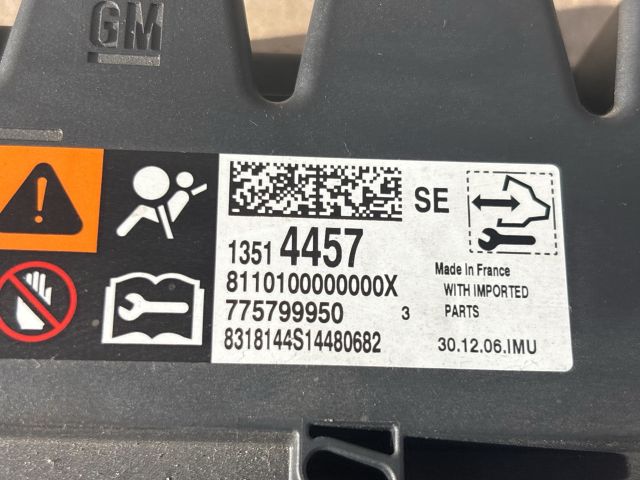 GM
SE
1351 4457
8110100000000X
775799950 3
8318144S14480682
Made In France
WITH IMPORTED
PARTS
30.12.06.IMU